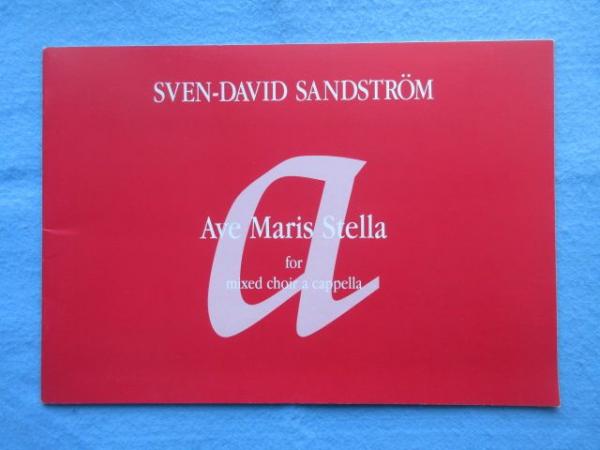 SVEN-DAVID SANDSTRÖM
a
Ave Maris Stella
for
mixed choir a cappella